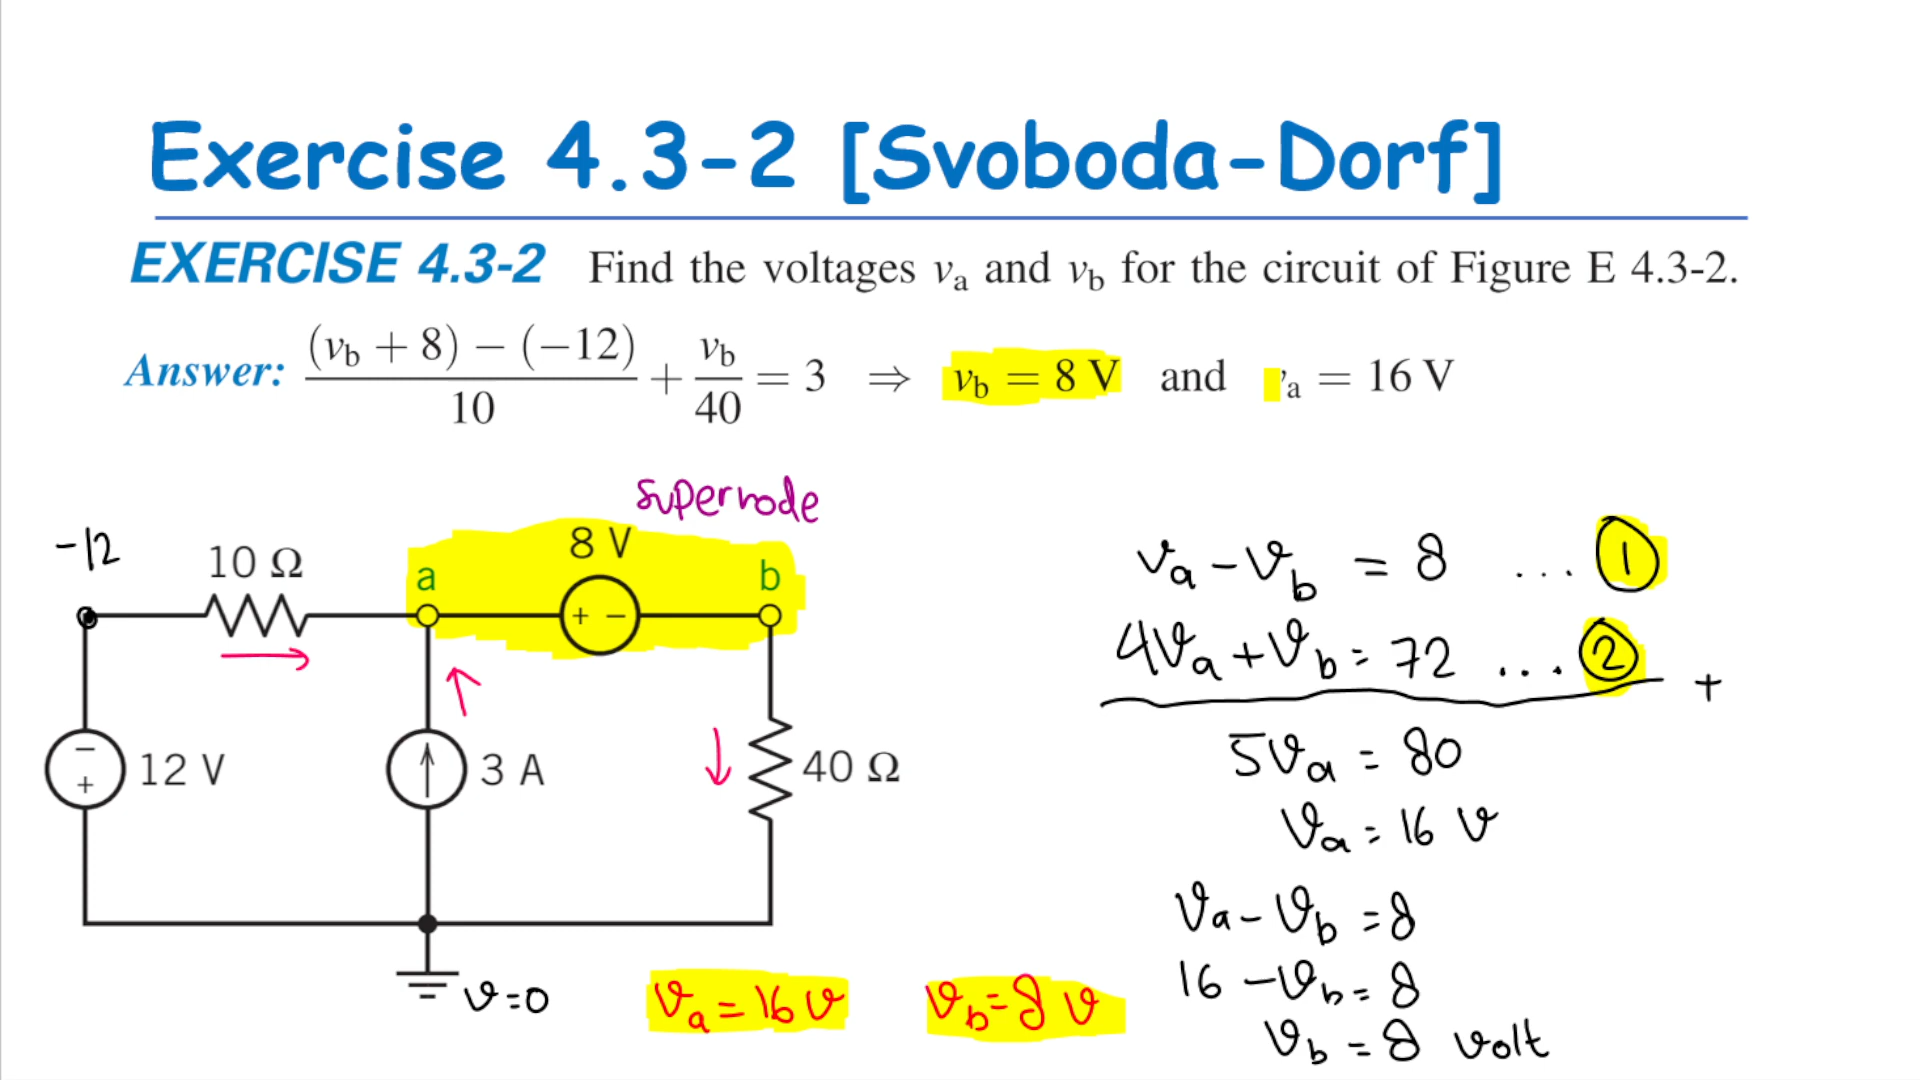 Exercise 4.3-2 [Svoboda-Dorf]
EXERCISE 4.3-2 Find the voltages va and vb for the circuit of Figure E 4.3-2.
Answer: (vb + 8) − (−12) / 10 + vb / 40 = 3 ⇒ vb = 8 V and va = 16 V
supernode
-12
10 Ω
a
8 V
b
+ −
− +
12 V
3 A
40 Ω
v=0
va = 16 v
vb = 8 v
va - vb = 8 ... 1
4va + vb = 72 ... 2
+
5va = 80
va = 16 v
va - vb = 8
16 - vb = 8
vb = 8 volt